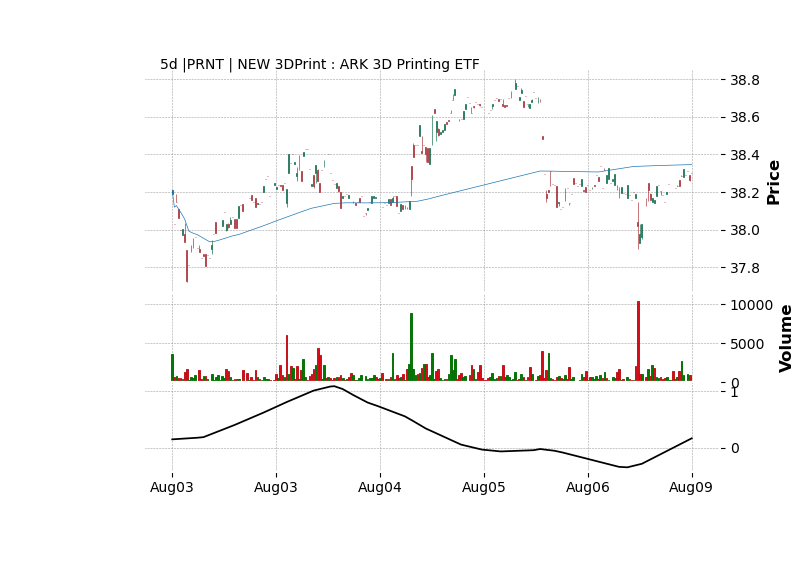 5d |PRNT | NEW 3DPrint : ARK 3D Printing ETF
38.8
38.6
38.4
38.2
38.0
37.8
Price
10000
5000
0
Volume
1
0
Aug03 Aug03 Aug04 Aug05 Aug06 Aug09